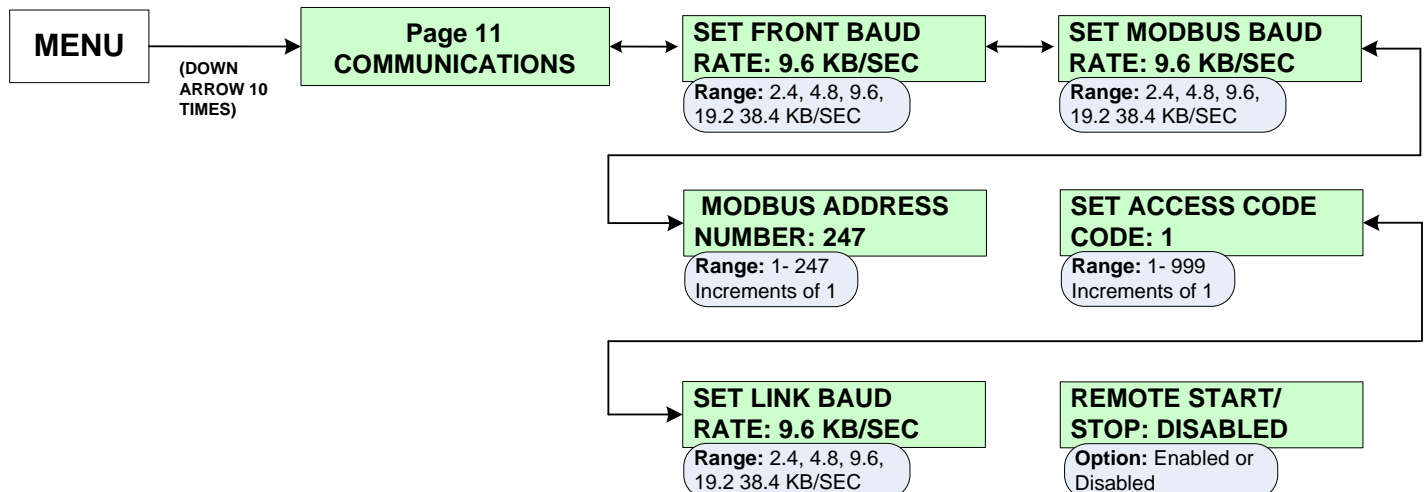 MENU
(DOWN
ARROW 10
TIMES)
Page 11
COMMUNICATIONS
SET FRONT BAUD
RATE: 9.6 KB/SEC
Range: 2.4, 4.8, 9.6,
19.2 38.4 KB/SEC
SET MODBUS BAUD
RATE: 9.6 KB/SEC
Range: 2.4, 4.8, 9.6,
19.2 38.4 KB/SEC
MODBUS ADDRESS
NUMBER: 247
Range: 1- 247
Increments of 1
SET ACCESS CODE
CODE: 1
Range: 1- 999
Increments of 1
SET LINK BAUD
RATE: 9.6 KB/SEC
Range: 2.4, 4.8, 9.6,
19.2 38.4 KB/SEC
REMOTE START/
STOP: DISABLED
Option: Enabled or
Disabled